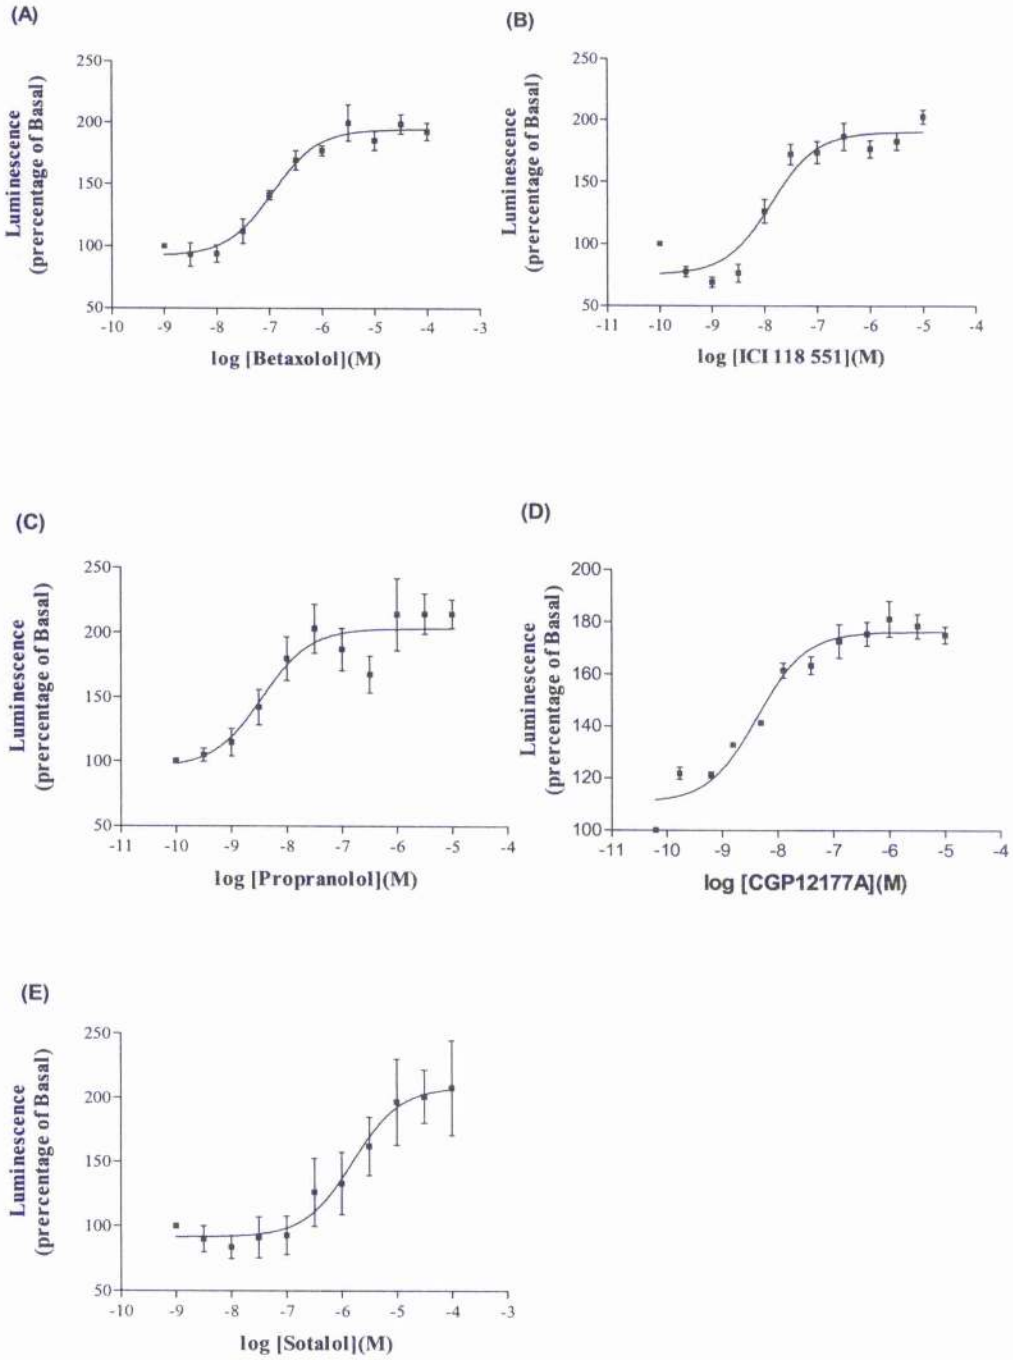 (A)
Luminescence
(prercentage of Basal)
250
200
150
100
50
-10 -9 -8 -7 -6 -5 -4 -3
log [Betaxolol](M)
(B)
Luminescence
(prercentage of Basal)
250
200
150
100
50
-11 -10 -9 -8 -7 -6 -5 -4
log [ICI 118 551](M)
(C)
Luminescence
(prercentage of Basal)
250
200
150
100
50
-11 -10 -9 -8 -7 -6 -5 -4
log [Propranolol](M)
(D)
Luminescence
(prercentage of Basal)
200
180
160
140
120
100
-11 -10 -9 -8 -7 -6 -5 -4
log [CGP12177A](M)
(E)
Luminescence
(prercentage of Basal)
250
200
150
100
50
-10 -9 -8 -7 -6 -5 -4 -3
log [Sotalol](M)